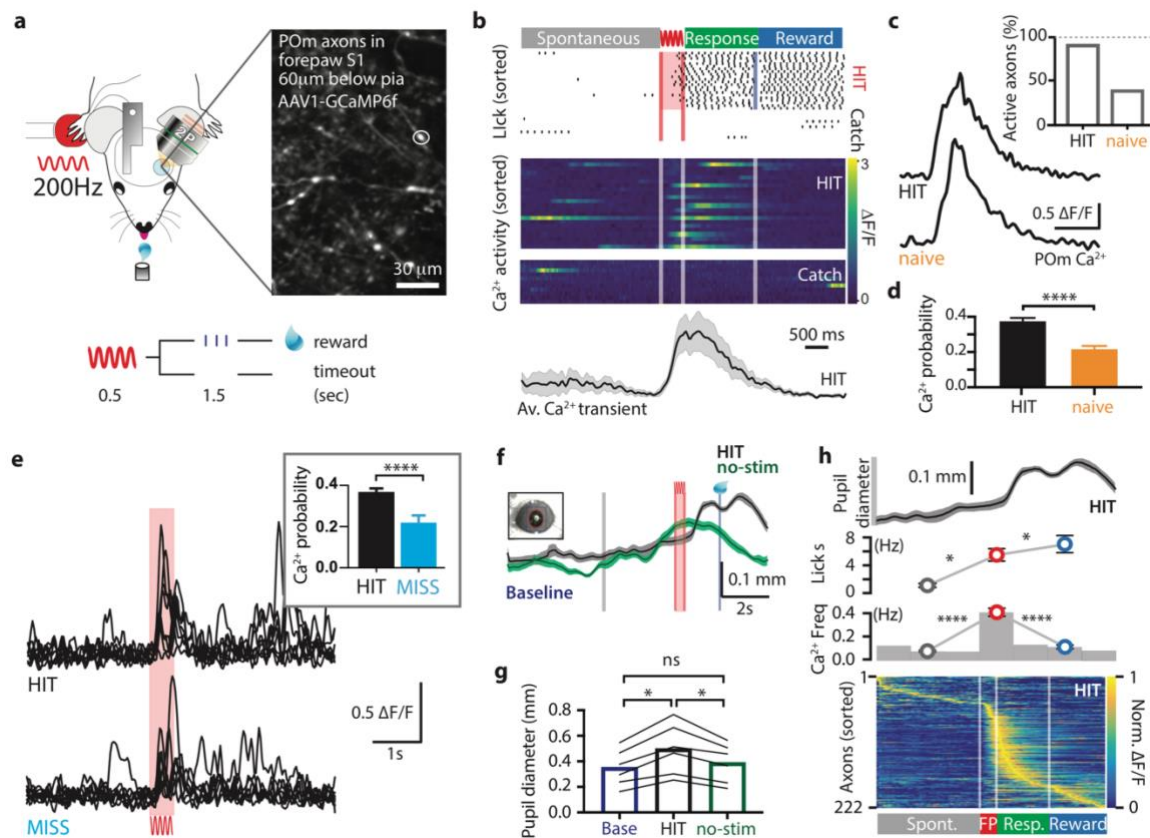 a
POm axons in
forepaw S1
60μm below pia
AAV1-GCaMP6f
2P
200Hz
30 μm
reward
timeout
0.5
1.5
(sec)
b
Spontaneous
Response
Reward
Lick (sorted)
HIT
Catch
Ca²⁺ activity (sorted)
HIT
Catch
3
ΔF/F
0
500 ms
HIT
Av. Ca²⁺ transient
c
Active axons (%)
100
0
HIT
naive
HIT
0.5 ΔF/F
naive
POm Ca²⁺
d
Ca²⁺ probability
0.4
0.2
0.0
****
HIT
naive
e
Ca²⁺ probability
0.4
0.2
0.0
****
HIT
MISS
HIT
0.5 ΔF/F
1s
MISS
f
HIT
no-stim
Baseline
0.1 mm
2s
g
ns
* *
Pupil diameter (mm)
0.8
0.6
0.4
0.2
0.0
Base
HIT
no-stim
h
Pupil
diameter
0.1 mm
HIT
Lick s
8
4
0
(Hz)
* *
Ca²⁺ Freq
0.4
0.2
0.0
(Hz)
**** ****
Axons (sorted)
1
222
HIT
1
Norm. ΔF/F
0
Spont.
FP
Resp.
Reward